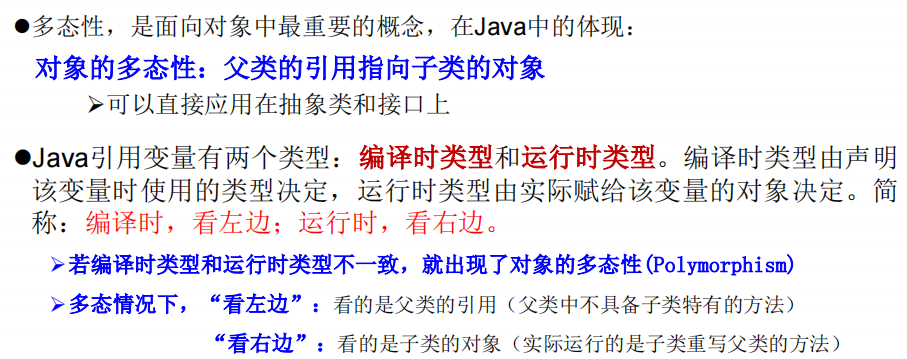 ●多态性，是面向对象中最重要的概念，在Java中的体现：
对象的多态性：父类的引用指向子类的对象
➢可以直接应用在抽象类和接口上
●Java引用变量有两个类型：编译时类型和运行时类型。编译时类型由声明
该变量时使用的类型决定，运行时类型由实际赋给该变量的对象决定。简
称：编译时，看左边；运行时，看右边。
➢若编译时类型和运行时类型不一致，就出现了对象的多态性(Polymorphism)
➢多态情况下，“看左边”：看的是父类的引用（父类中不具备子类特有的方法）
“看右边”：看的是子类的对象（实际运行的是子类重写父类的方法）